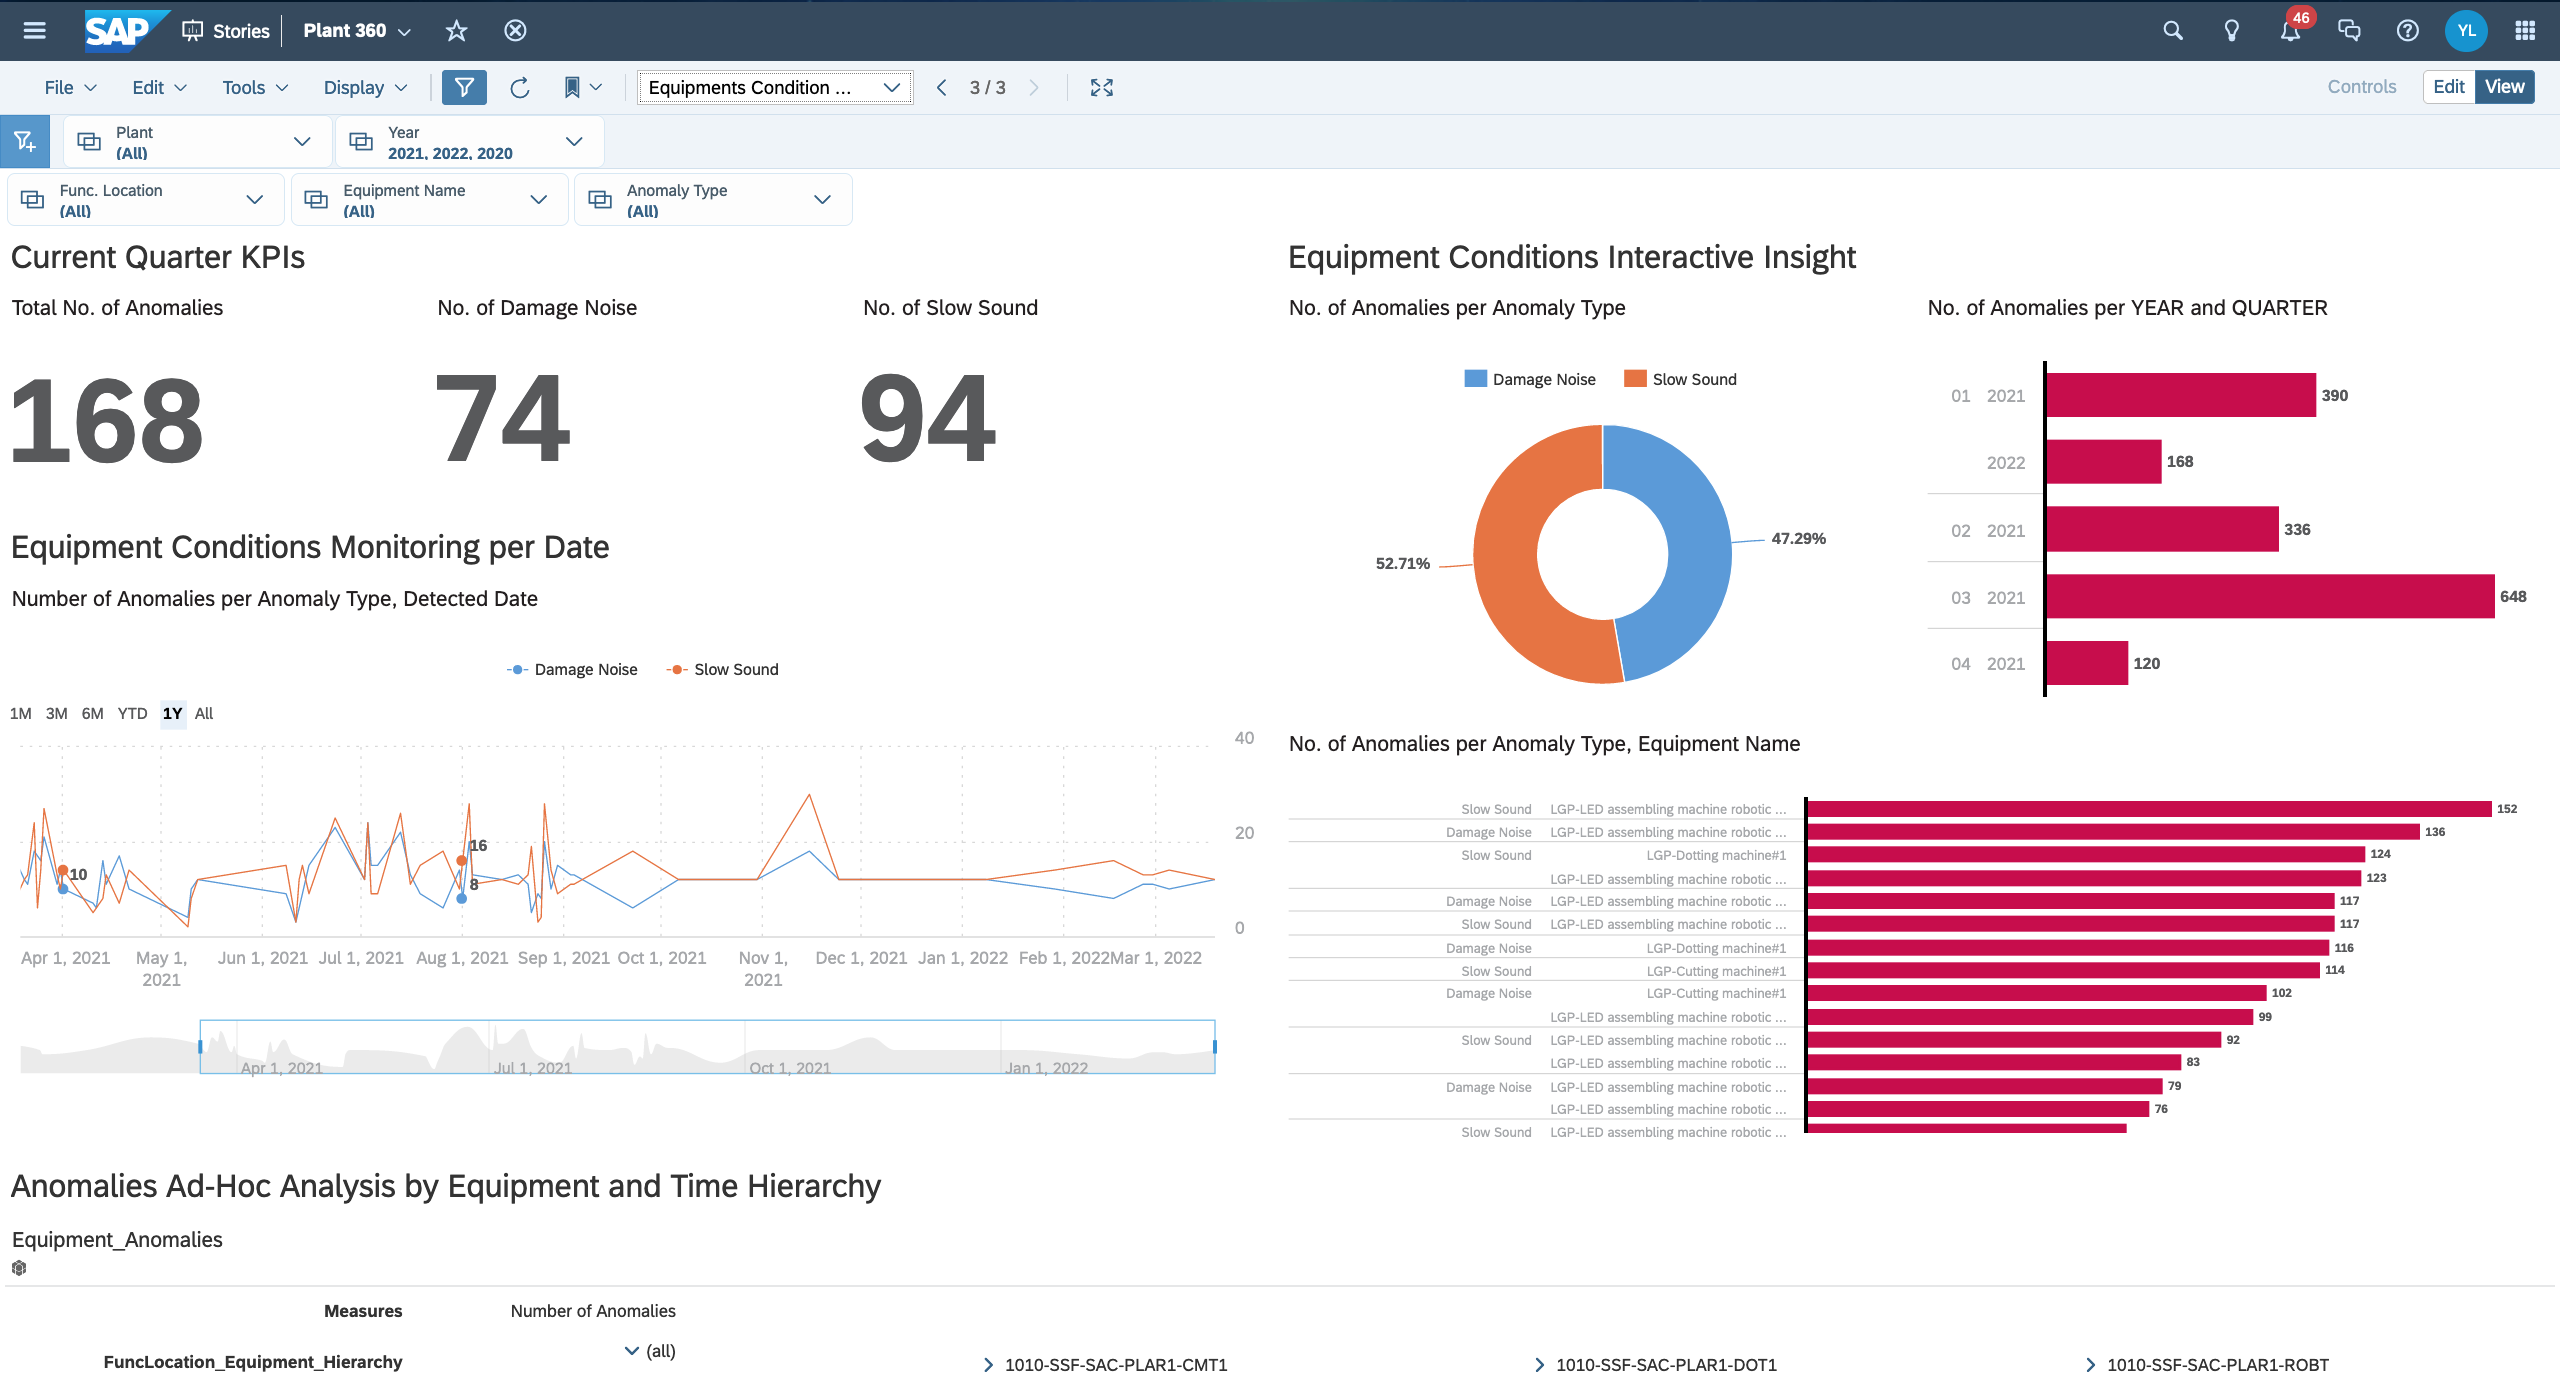 SAP Stories Plant 360 46 YL
File Edit Tools Display Equipments Condition ... 3 / 3 Controls Edit View
Plant
(All)
Year
2021, 2022, 2020
Func. Location
(All)
Equipment Name
(All)
Anomaly Type
(All)
Current Quarter KPIs
Total No. of Anomalies
168
No. of Damage Noise
74
No. of Slow Sound
94
Equipment Conditions Monitoring per Date
Number of Anomalies per Anomaly Type, Detected Date
Damage Noise Slow Sound
1M 3M 6M YTD 1Y All
40
20
0
10
16
8
Apr 1, 2021 May 1, 2021 Jun 1, 2021 Jul 1, 2021 Aug 1, 2021 Sep 1, 2021 Oct 1, 2021 Nov 1, 2021 Dec 1, 2021 Jan 1, 2022 Feb 1, 2022 Mar 1, 2022
Apr 1, 2021 Jul 1, 2021 Oct 1, 2021 Jan 1, 2022
Equipment Conditions Interactive Insight
No. of Anomalies per Anomaly Type
Damage Noise Slow Sound
47.29%
52.71%
No. of Anomalies per YEAR and QUARTER
01 2021 390
2022 168
02 2021 336
03 2021 648
04 2021 120
No. of Anomalies per Anomaly Type, Equipment Name
Slow Sound LGP-LED assembling machine robotic ... 152
Damage Noise LGP-LED assembling machine robotic ... 136
Slow Sound LGP-Dotting machine#1 124
LGP-LED assembling machine robotic ... 123
Damage Noise LGP-LED assembling machine robotic ... 117
Slow Sound LGP-LED assembling machine robotic ... 117
Damage Noise LGP-Dotting machine#1 116
Slow Sound LGP-Cutting machine#1 114
Damage Noise LGP-Cutting machine#1 102
LGP-LED assembling machine robotic ... 99
Slow Sound LGP-LED assembling machine robotic ... 92
LGP-LED assembling machine robotic ... 83
Damage Noise LGP-LED assembling machine robotic ... 79
LGP-LED assembling machine robotic ... 76
Slow Sound LGP-LED assembling machine robotic ...
Anomalies Ad-Hoc Analysis by Equipment and Time Hierarchy
Equipment_Anomalies
Measures Number of Anomalies
FuncLocation_Equipment_Hierarchy (all) 1010-SSF-SAC-PLAR1-CMT1 1010-SSF-SAC-PLAR1-DOT1 1010-SSF-SAC-PLAR1-ROBT